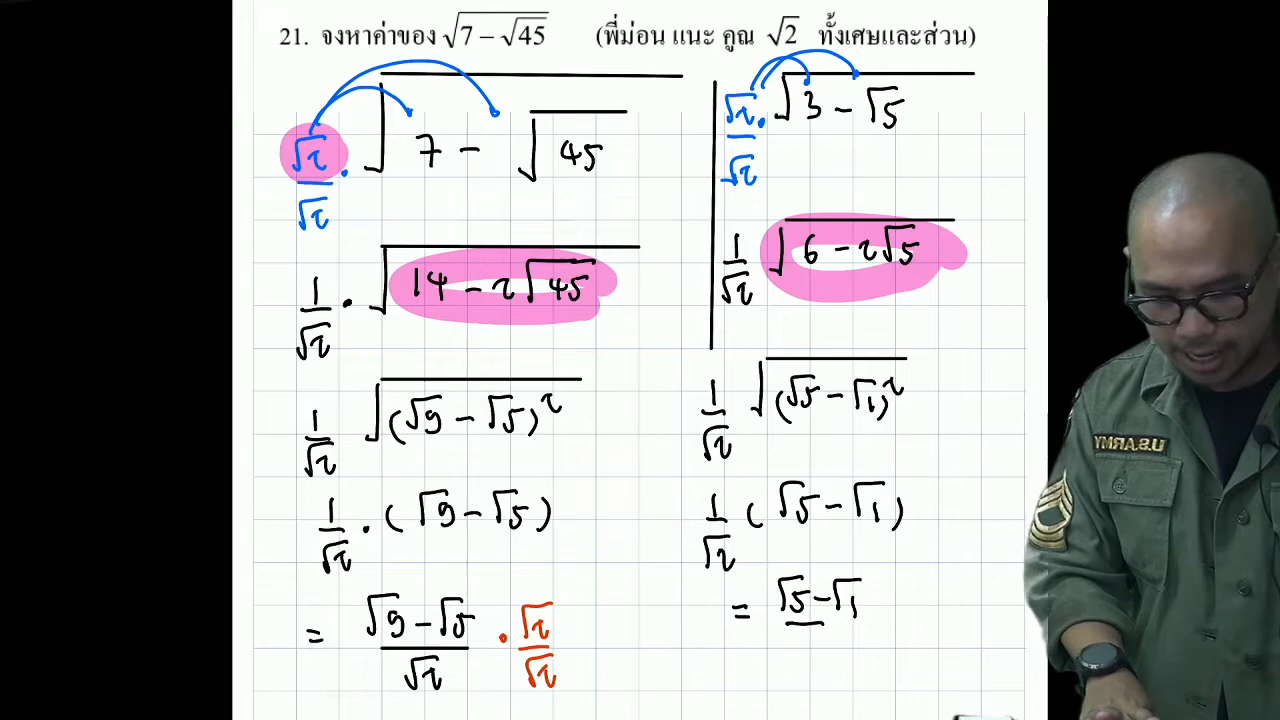 21. จงหาค่าของ √(7 − √45) (พี่ม่อน แนะ คูณ √2 ทั้งเศษและส่วน)
√2/√2 · √(7 − √45)
1/√2 · √(14 − 2√45)
1/√2 √((√9 − √5)²)
1/√2 · (√9 − √5)
= (√9 − √5)/√2 · √2/√2
√2/√2 · √(3 − √5)
1/√2 √(6 − 2√5)
1/√2 √((√5 − √1)²)
1/√2 (√5 − √1)
= √5 − √1
U.S. ARMY